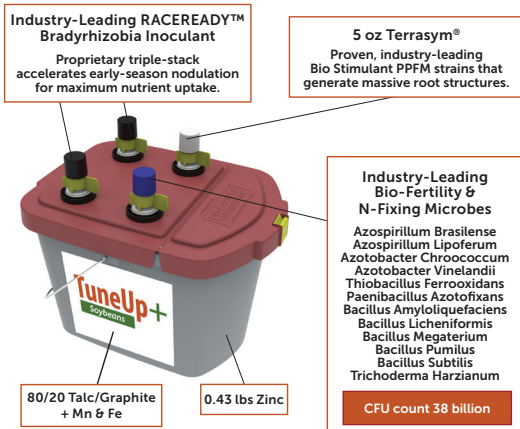 Industry-Leading RACEREADY™
Bradyrhizobia Inoculant
Proprietary triple-stack
accelerates early-season nodulation
for maximum nutrient uptake.
5 oz Terrasym®
Proven, industry-leading
Bio Stimulant PPFM strains that
generate massive root structures.
Industry-Leading
Bio-Fertility &
N-Fixing Microbes
Azospirillum Brasilense
Azospirillum Lipoferum
Azotobacter Chroococcum
Azotobacter Vinelandii
Thiobacillus Ferrooxidans
Paenibacillus Azotofixans
Bacillus Amyloliquefaciens
Bacillus Licheniformis
Bacillus Megaterium
Bacillus Pumilus
Bacillus Subtilis
Trichoderma Harzianum
CFU count 38 billion
TuneUp+
Soybeans
80/20 Talc/Graphite
+ Mn & Fe
0.43 lbs Zinc